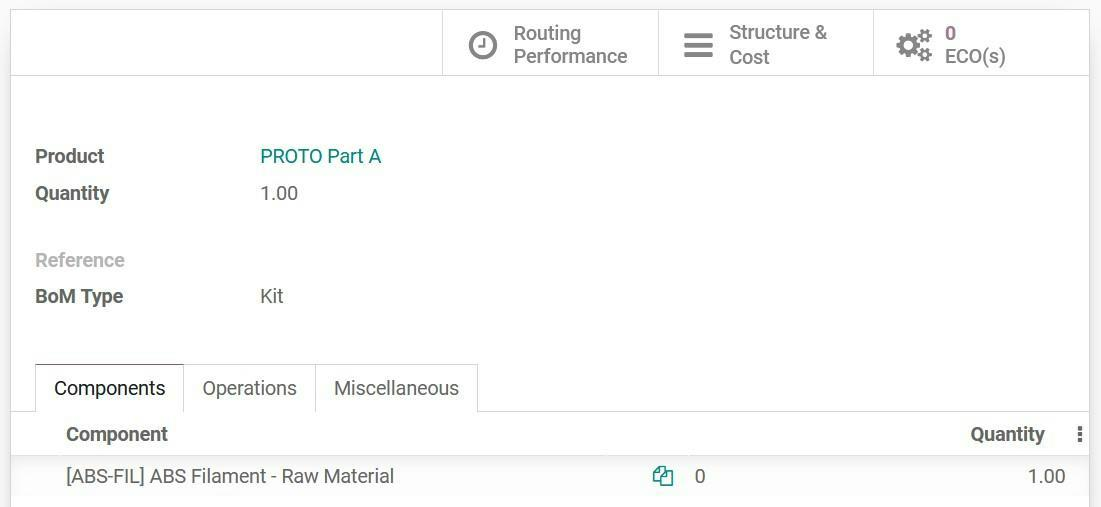 Routing Performance
Structure & Cost
0 ECO(s)
Product PROTO Part A
Quantity 1.00
Reference
BoM Type Kit
Components Operations Miscellaneous
Component Quantity
[ABS-FIL] ABS Filament - Raw Material 0 1.00